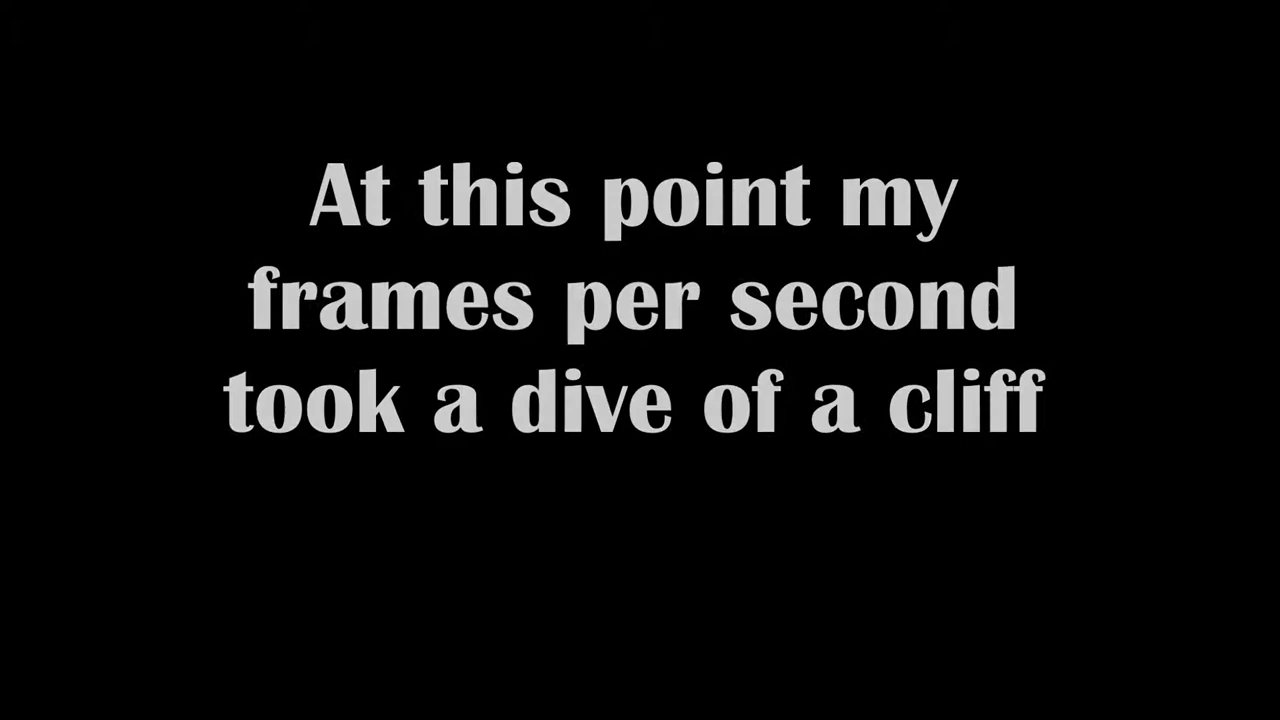 At this point my
frames per second
took a dive of a cliff